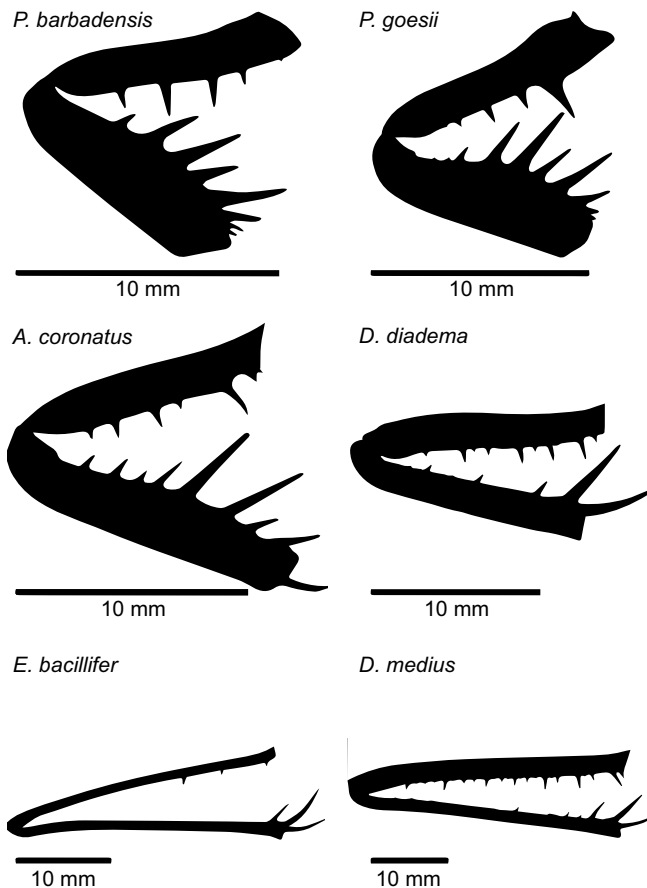 P. barbadensis
P. goesii
10 mm
10 mm
A. coronatus
D. diadema
10 mm
10 mm
E. bacillifer
D. medius
10 mm
10 mm